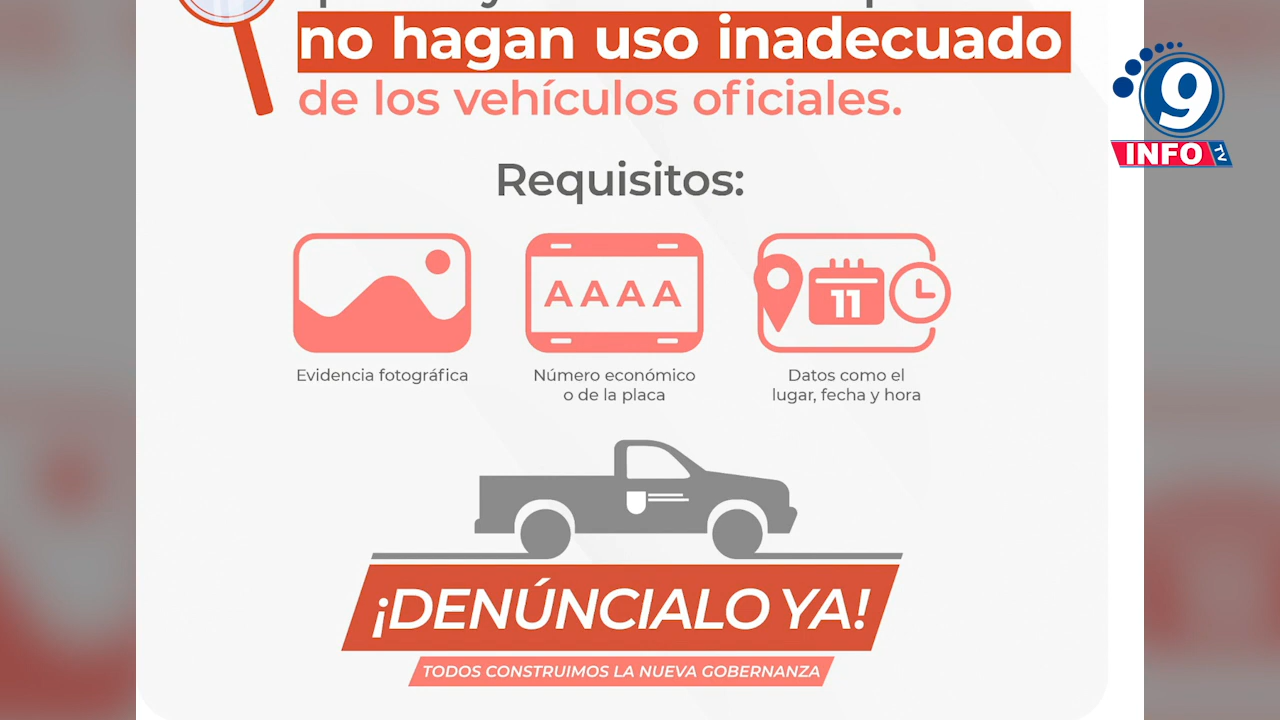 no hagan uso inadecuado
de los vehículos oficiales.
9
INFO TV
Requisitos:
AAAA
11
Evidencia fotográfica
Número económico
o de la placa
Datos como el
lugar, fecha y hora
¡DENÚNCIALO YA!
TODOS CONSTRUIMOS LA NUEVA GOBERNANZA